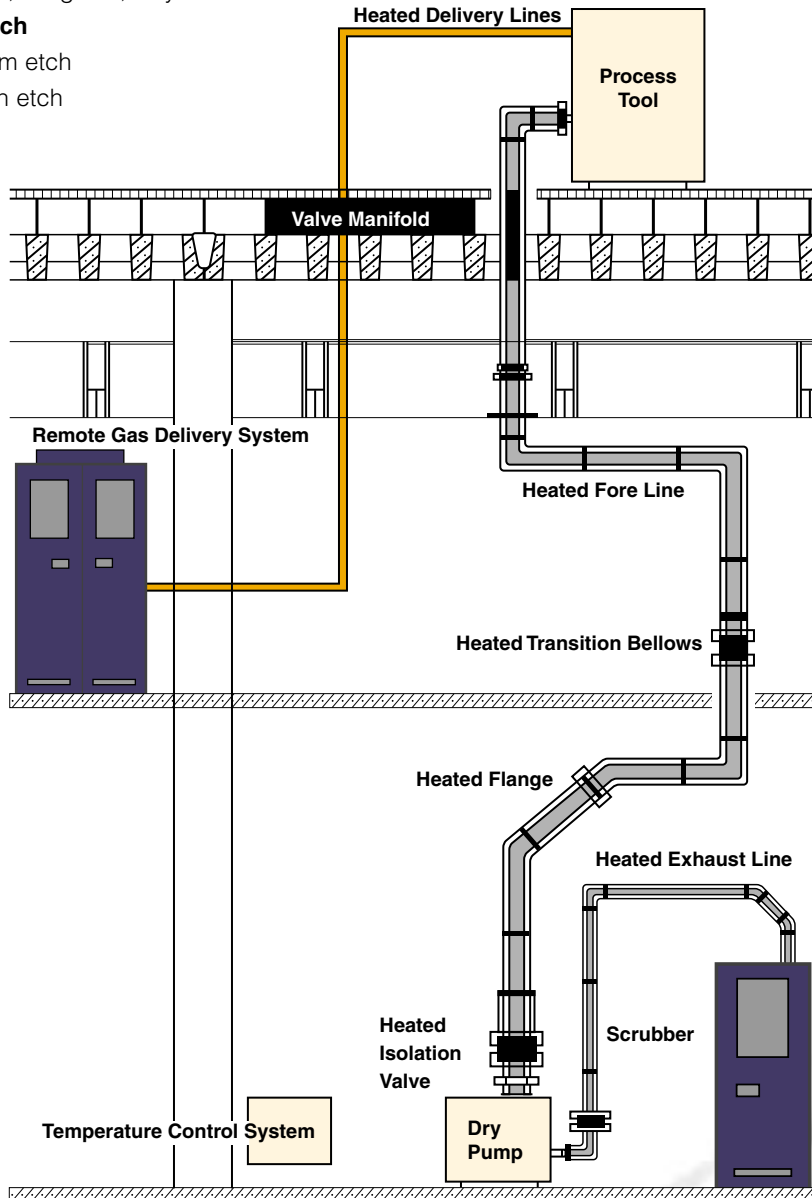 ch
m etch
n etch
Heated Delivery Lines
Process
Tool
Valve Manifold
Remote Gas Delivery System
Heated Fore Line
Heated Transition Bellows
Heated Flange
Heated Exhaust Line
Heated
Isolation
Valve
Scrubber
Temperature Control System
Dry
Pump